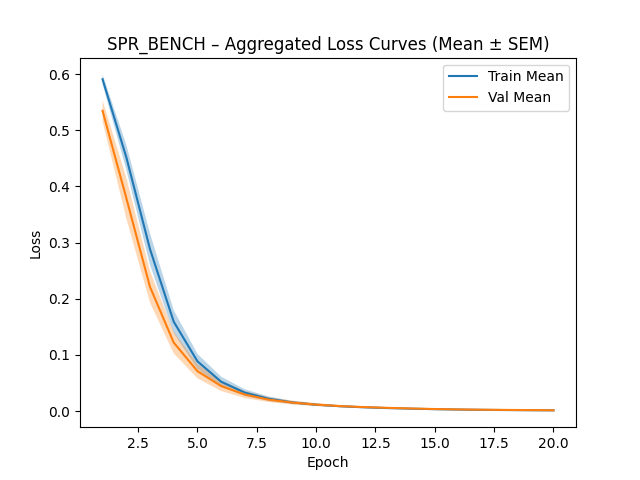 SPR_BENCH – Aggregated Loss Curves (Mean ± SEM)
Train Mean
Val Mean
Loss
0.6
0.5
0.4
0.3
0.2
0.1
0.0
2.5 5.0 7.5 10.0 12.5 15.0 17.5 20.0
Epoch